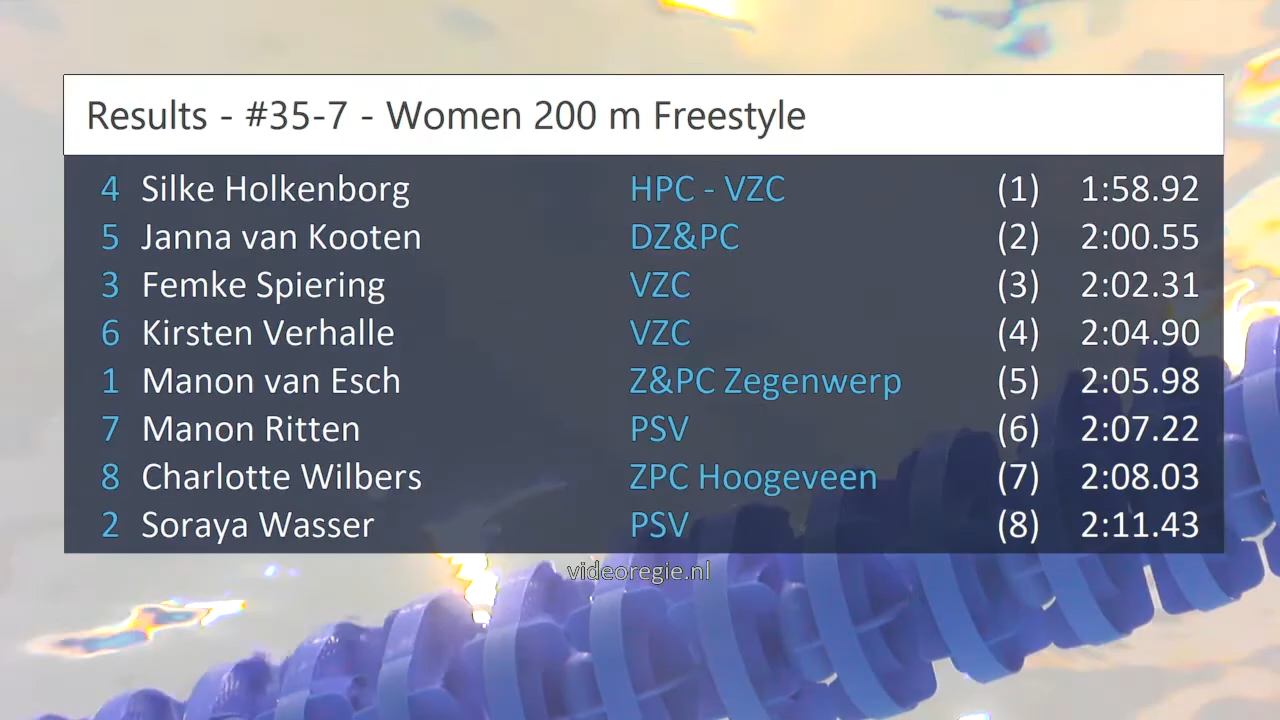 Results - #35-7 - Women 200 m Freestyle
4 Silke Holkenborg HPC - VZC (1) 1:58.92
5 Janna van Kooten DZ&PC (2) 2:00.55
3 Femke Spiering VZC (3) 2:02.31
6 Kirsten Verhalle VZC (4) 2:04.90
1 Manon van Esch Z&PC Zegenwerp (5) 2:05.98
7 Manon Ritten PSV (6) 2:07.22
8 Charlotte Wilbers ZPC Hoogeveen (7) 2:08.03
2 Soraya Wasser PSV (8) 2:11.43
videoregie.nl